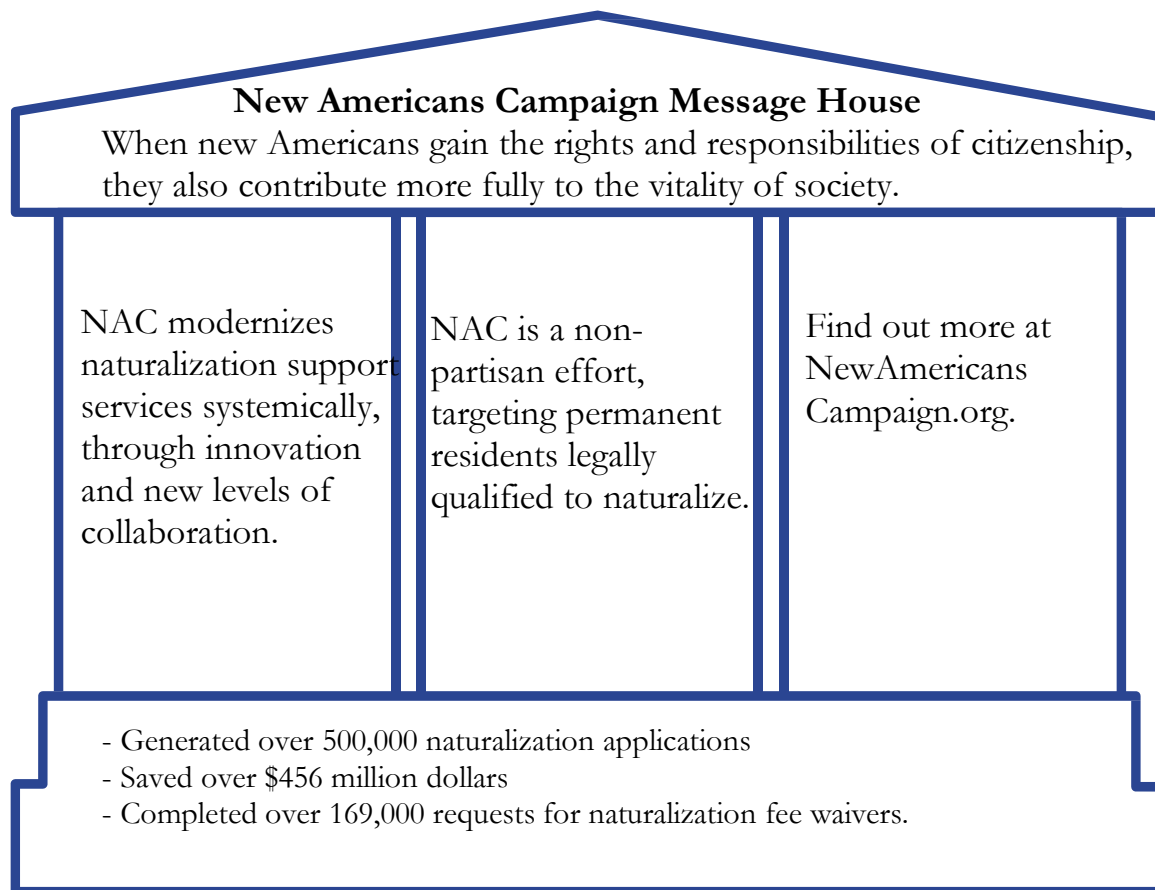 New Americans Campaign Message House
When new Americans gain the rights and responsibilities of citizenship,
they also contribute more fully to the vitality of society.
NAC modernizes
naturalization support
services systemically,
through innovation
and new levels of
collaboration.
NAC is a non-
partisan effort,
targeting permanent
residents legally
qualified to naturalize.
Find out more at
NewAmericans
Campaign.org.
- Generated over 500,000 naturalization applications
- Saved over $456 million dollars
- Completed over 169,000 requests for naturalization fee waivers.